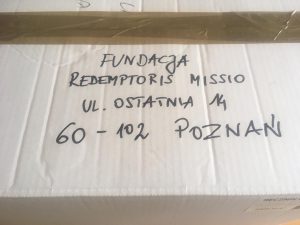 FUNDACJA
REDEMPTORIS MISSIO
UL. OSTATNIA 14
60-102 POZNAŃ